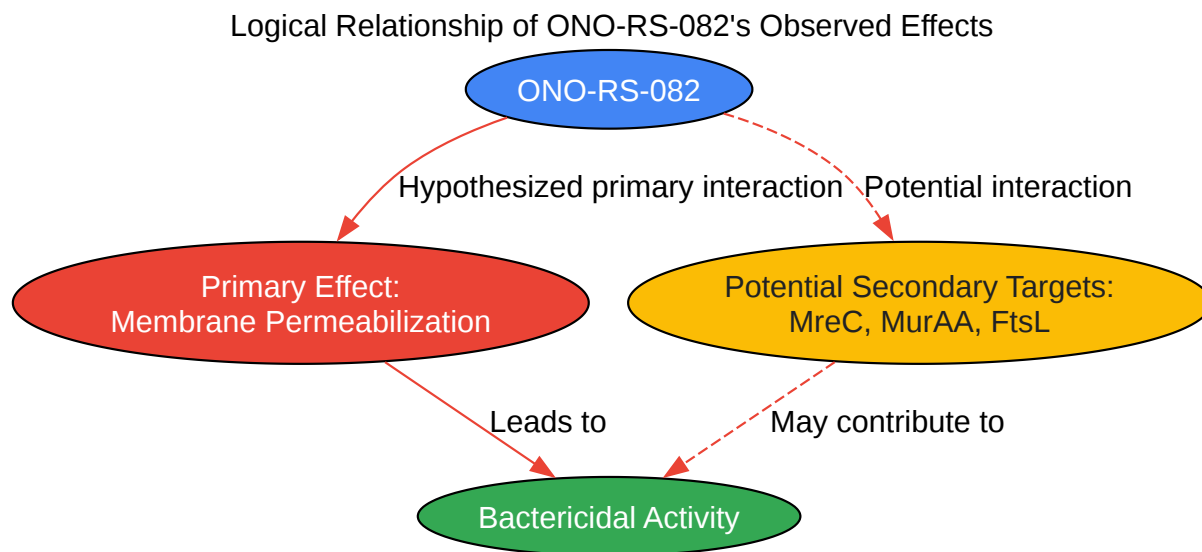 Logical Relationship of ONO-RS-082's Observed Effects
ONO-RS-082
Hypothesized primary interaction
Potential interaction
Primary Effect:
Membrane Permeabilization
Potential Secondary Targets:
MreC, MurAA, FtsL
Leads to
May contribute to
Bactericidal Activity